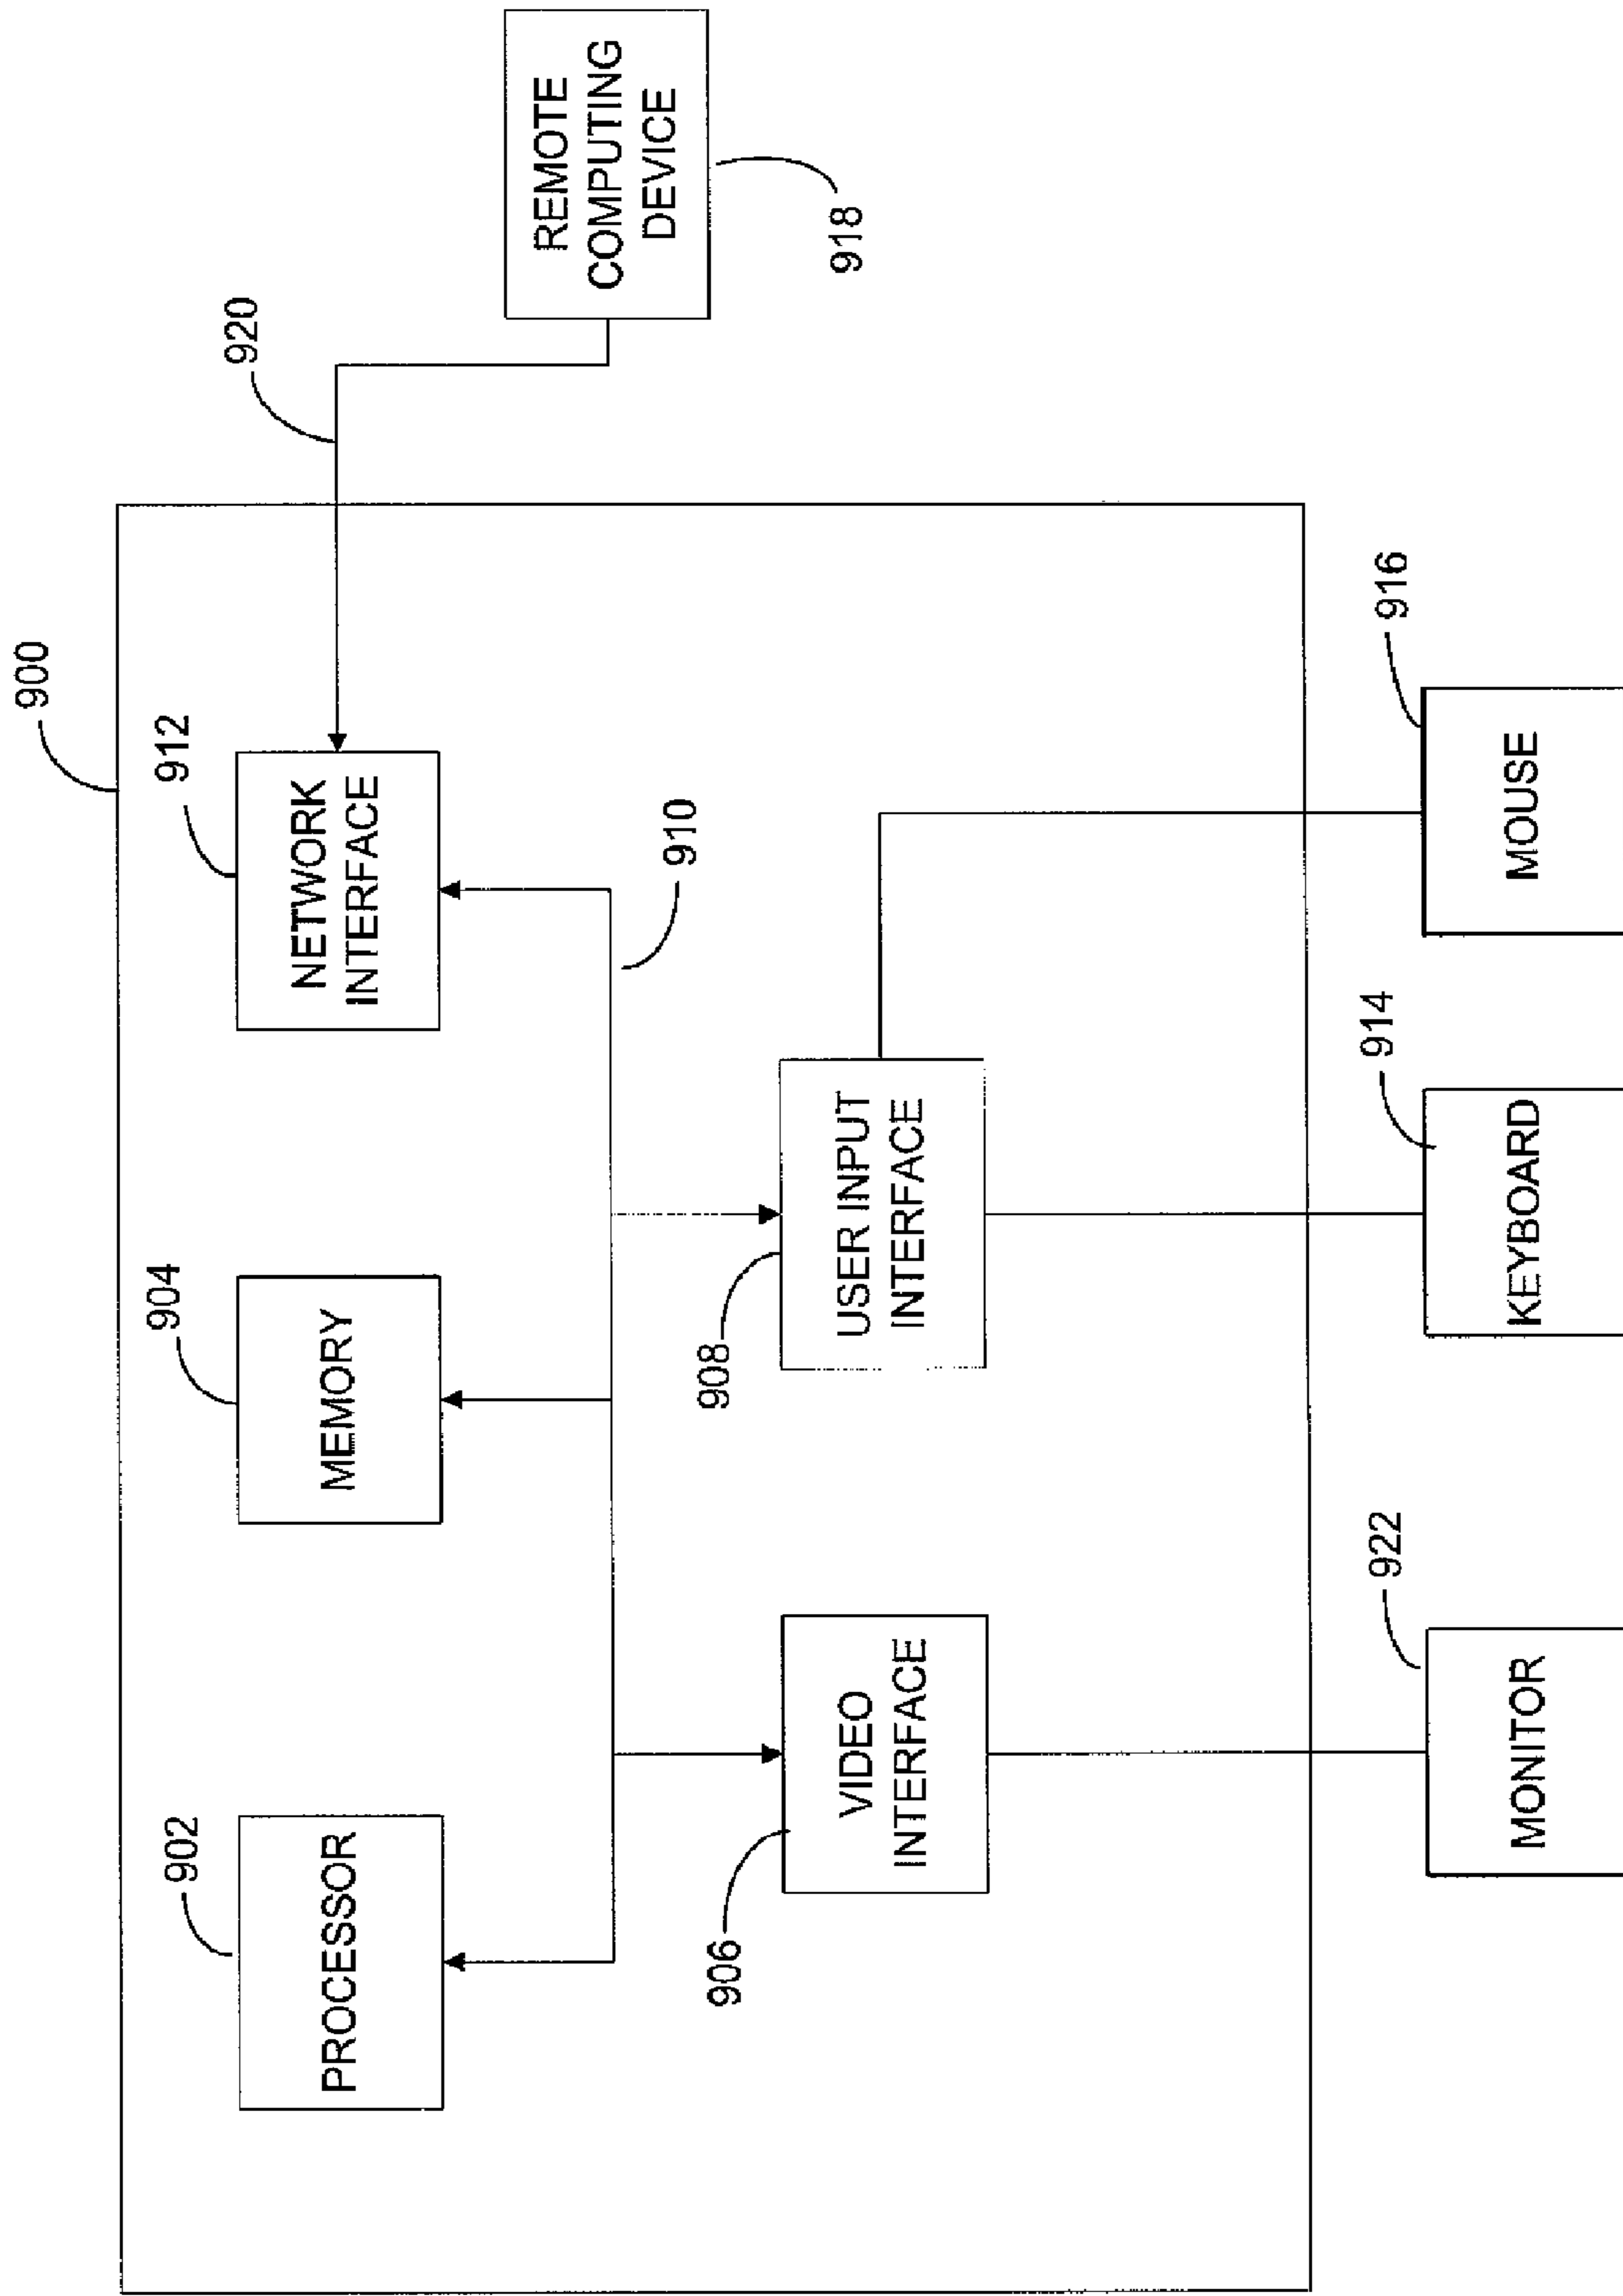 900
902
PROCESSOR
904
MEMORY
912
NETWORK
INTERFACE
920
REMOTE
COMPUTING
DEVICE
918
910
906
VIDEO
INTERFACE
908
USER INPUT
INTERFACE
922
MONITOR
914
KEYBOARD
916
MOUSE